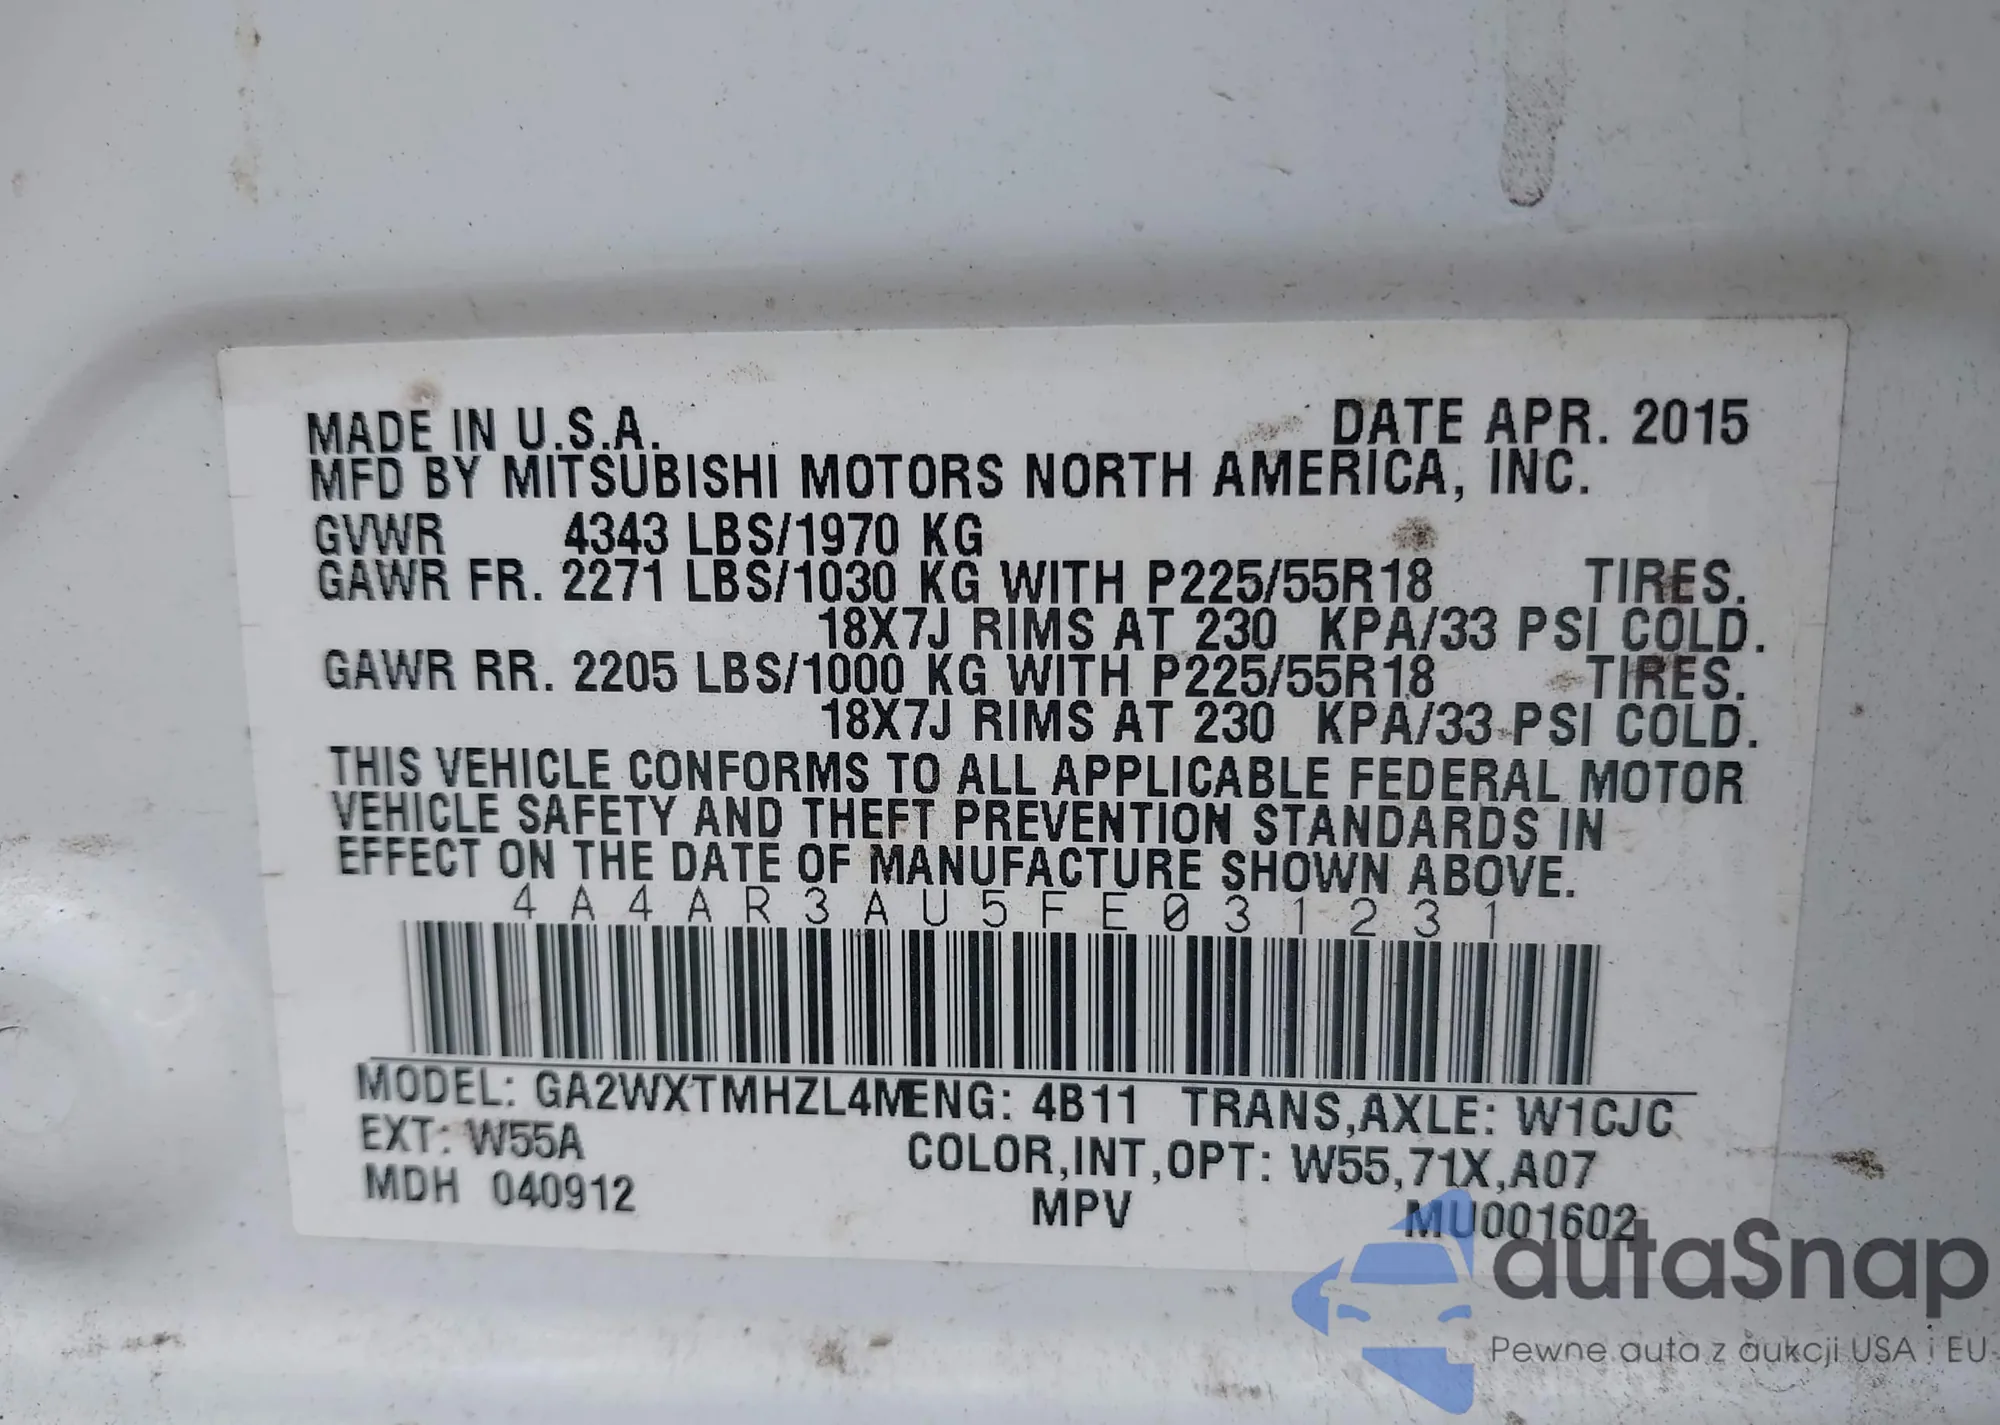 MADE IN U.S.A. DATE APR. 2015
MFD BY MITSUBISHI MOTORS NORTH AMERICA, INC.
GVWR 4343 LBS/1970 KG
GAWR FR. 2271 LBS/1030 KG WITH P225/55R18 TIRES.
18X7J RIMS AT 230 KPA/33 PSI COLD.
GAWR RR. 2205 LBS/1000 KG WITH P225/55R18 TIRES.
18X7J RIMS AT 230 KPA/33 PSI COLD.
THIS VEHICLE CONFORMS TO ALL APPLICABLE FEDERAL MOTOR
VEHICLE SAFETY AND THEFT PREVENTION STANDARDS IN
EFFECT ON THE DATE OF MANUFACTURE SHOWN ABOVE.
4A4AR3AU5FE031231
MODEL: GA2WXTMHZL4M ENG: 4B11 TRANS,AXLE: W1CJC
EXT: W55A COLOR,INT,OPT: W55,71X,A07
MDH 040912 MPV MU001602
autaSnap
Pewne auta z aukcji USA i EU